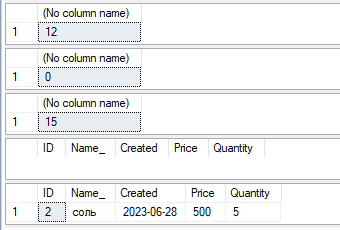 (No column name)
1 12
(No column name)
1 0
(No column name)
1 15
ID Name_ Created Price Quantity
ID Name_ Created Price Quantity
1 2 соль 2023-06-28 500 5